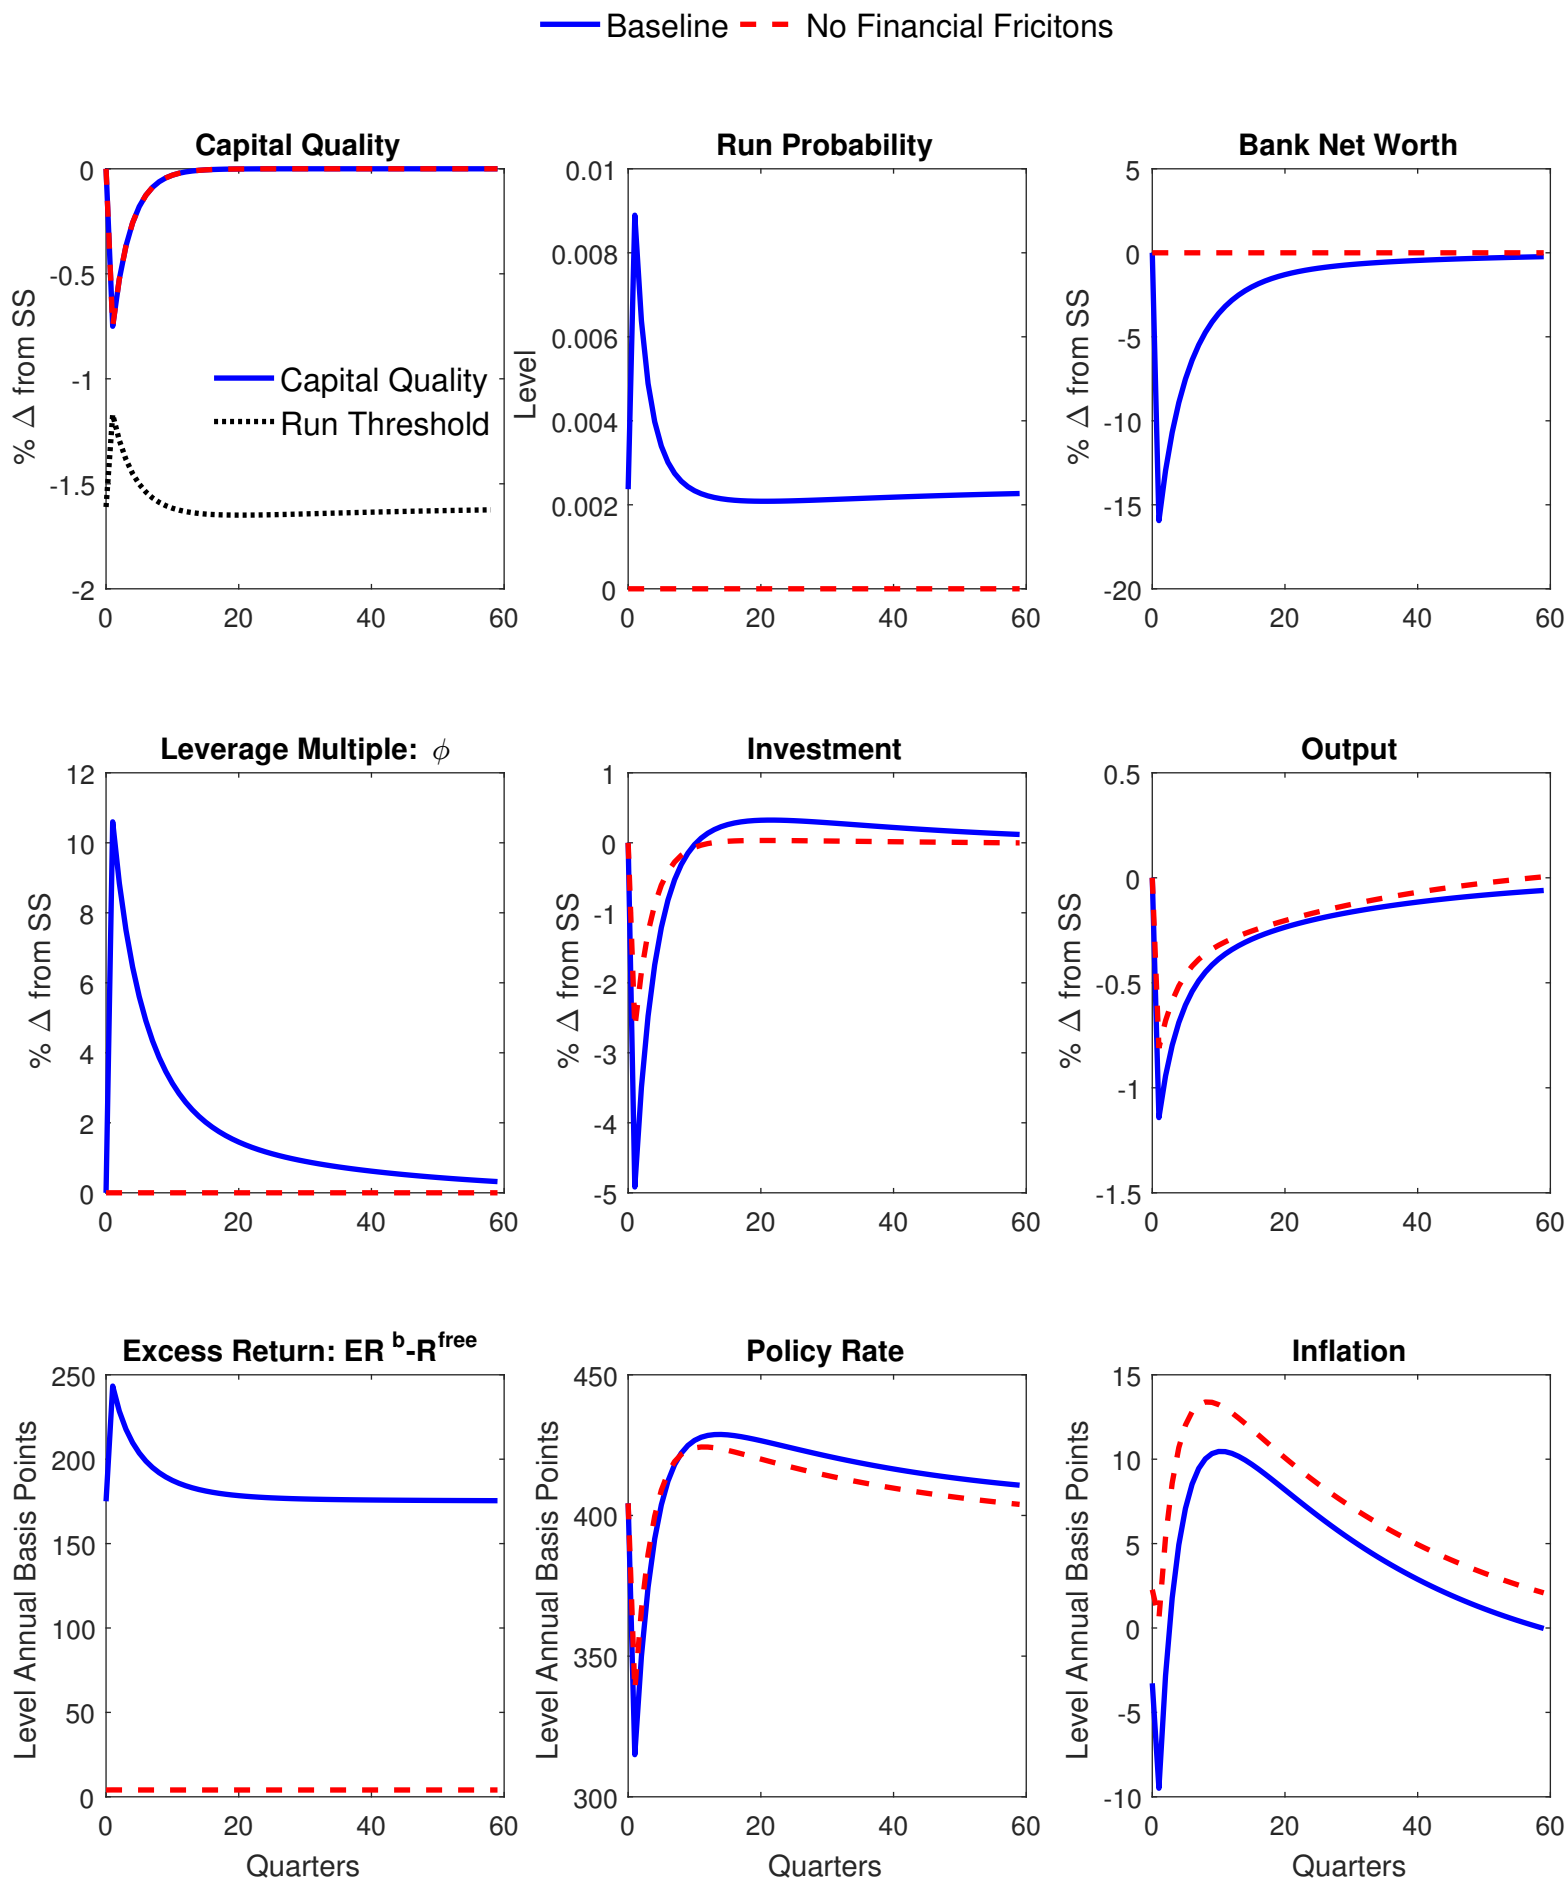 Baseline No Financial Fricitons
Capital Quality Run Probability Bank Net Worth
0 0.01 5
-0.5 0.008 0
-1 0.006 -5
-1.5 0.004 -10
-2 0.002 -15
0 -20
% Δ from SS Level % Δ from SS
Capital Quality
Run Threshold
0 20 40 60 0 20 40 60 0 20 40 60
Leverage Multiple: ϕ Investment Output
12 1 0.5
10 0 0
8 -1 -0.5
6 -2 -1
4 -3 -1.5
2 -4
0 -5
% Δ from SS % Δ from SS % Δ from SS
0 20 40 60 0 20 40 60 0 20 40 60
Excess Return: ER b-Rfree Policy Rate Inflation
250 450 15
200 400 10
150 350 5
100 300 0
50 -5
0 -10
Level Annual Basis Points Level Annual Basis Points Level Annual Basis Points
0 20 40 60 0 20 40 60 0 20 40 60
Quarters Quarters Quarters